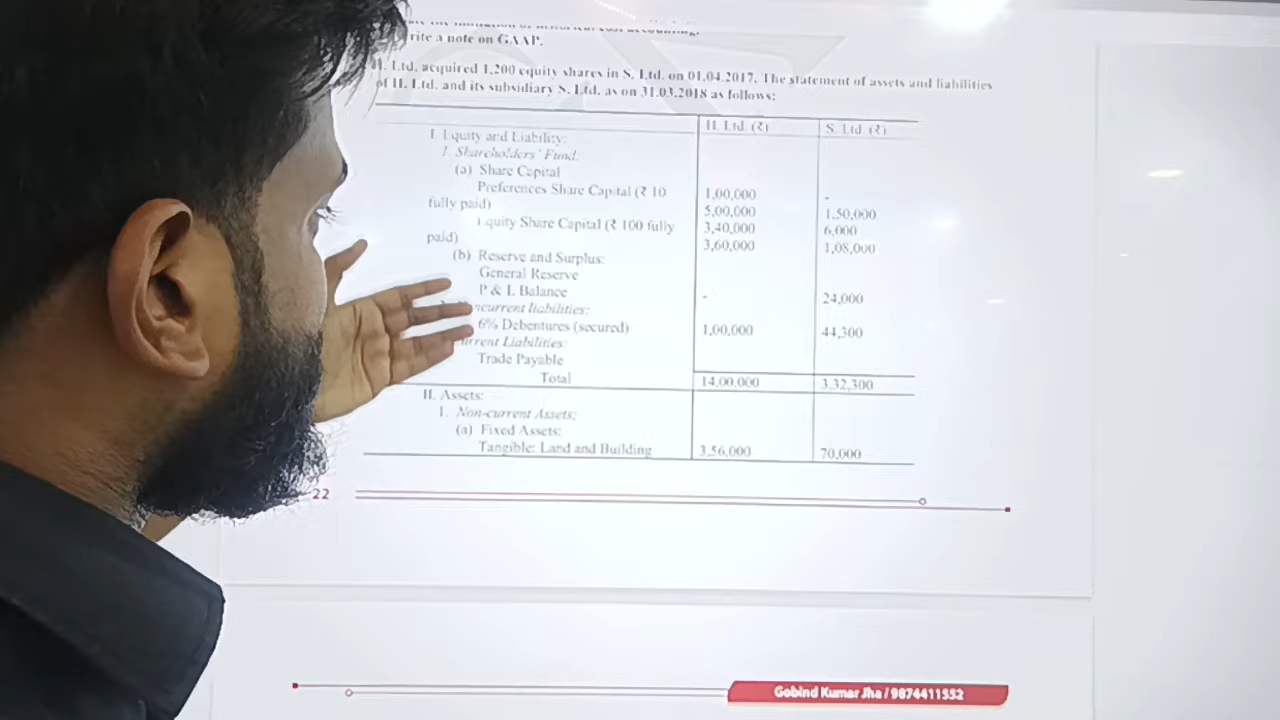 rite a note on GAAP.
H. Ltd. acquired 1,200 equity shares in S. Ltd. on 01.04.2017. The statement of assets and liabilities
of H. Ltd. and its subsidiary S. Ltd. as on 31.03.2018 as follows:
H. Ltd. (₹) S. Ltd. (₹)
I. Equity and Liability:
1. Shareholders' Fund.
(a) Share Capital
Preferences Share Capital (₹ 10 1,00,000 -
fully paid) 5,00,000 1,50,000
Equity Share Capital (₹ 100 fully 3,40,000 6,000
paid) 3,60,000 1,08,000
(b) Reserve and Surplus:
General Reserve
P & L Balance - 24,000
ncurrent liabilities:
6% Debentures (secured) 1,00,000 44,300
urrent Liabilities:
Trade Payable
Total 14,00,000 3,32,300
II. Assets:
1. Non-current Assets:
(a) Fixed Assets:
Tangible: Land and Building 3,56,000 70,000
22
Gobind Kumar Jha / 9874411552